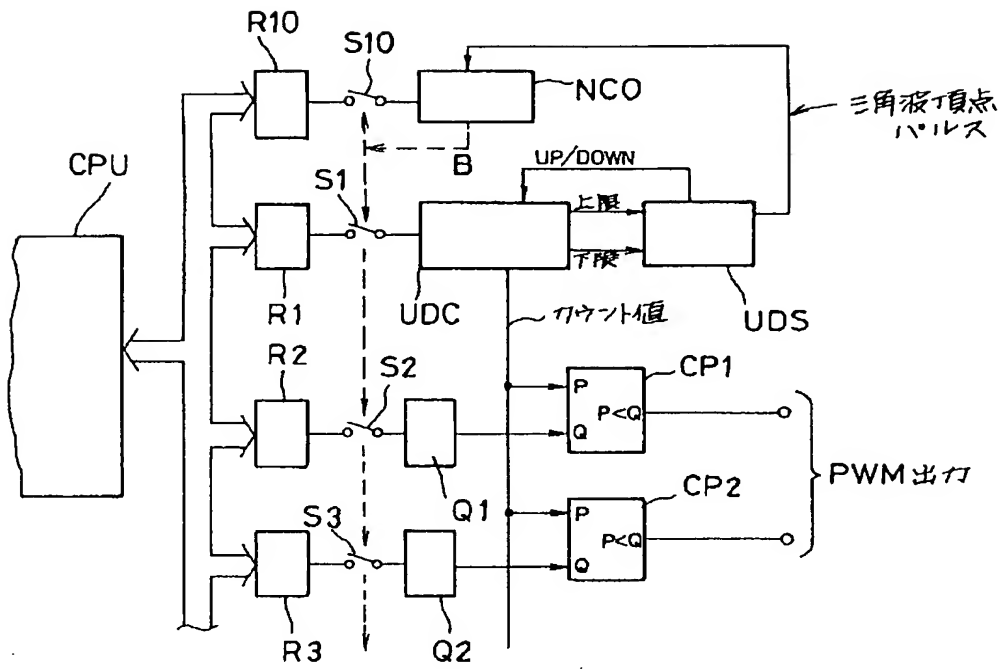 R10
S10
NCO
三角波頂点
パルス
CPU
B
UP/DOWN
S1
上限
下限
R1
UDC
UDS
カウント値
R2
S2
CP1
P
P<Q
Q
Q1
PWM出力
CP2
S3
P
P<Q
Q
R3
Q2